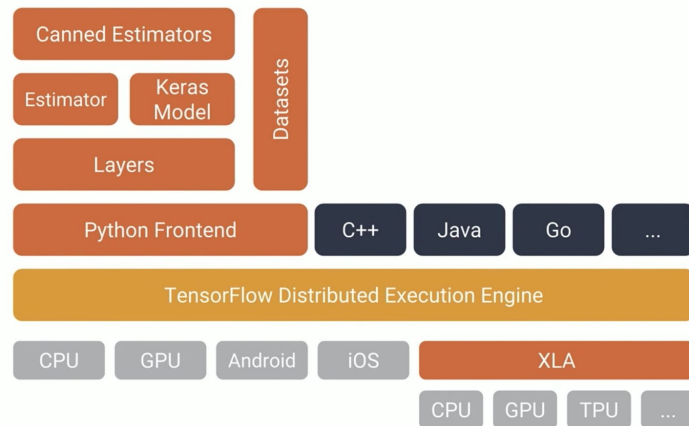 Canned Estimators
Estimator
Keras
Model
Datasets
Layers
Python Frontend
C++
Java
Go
...
TensorFlow Distributed Execution Engine
CPU
GPU
Android
iOS
XLA
CPU
GPU
TPU
...